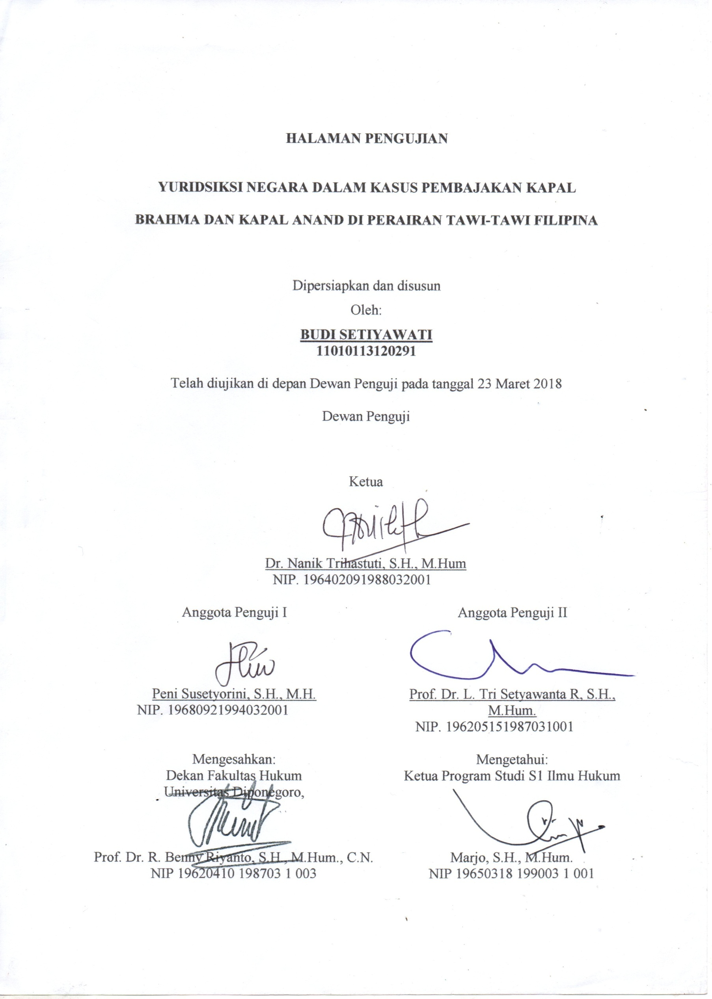 HALAMAN PENGUJIAN
YURIDSIKSI NEGARA DALAM KASUS PEMBAJAKAN KAPAL
BRAHMA DAN KAPAL ANAND DI PERAIRAN TAWI-TAWI FILIPINA
Dipersiapkan dan disusun
Oleh:
BUDI SETIYAWATI
11010113120291
Telah diujikan di depan Dewan Penguji pada tanggal 23 Maret 2018
Dewan Penguji
Ketua
Dr. Nanik Trihastuti, S.H., M.Hum
NIP. 196402091988032001
Anggota Penguji I
Peni Susetyorini, S.H., M.H.
NIP. 19680921994032001
Anggota Penguji II
Prof. Dr. L. Tri Setyawanta R, S.H.,
M.Hum.
NIP. 196205151987031001
Mengesahkan:
Dekan Fakultas Hukum
Universitas Diponegoro,
Prof. Dr. R. Benny Riyanto, S.H., M.Hum., C.N.
NIP 19620410 198703 1 003
Mengetahui:
Ketua Program Studi S1 Ilmu Hukum
Marjo, S.H., M.Hum.
NIP 19650318 199003 1 001